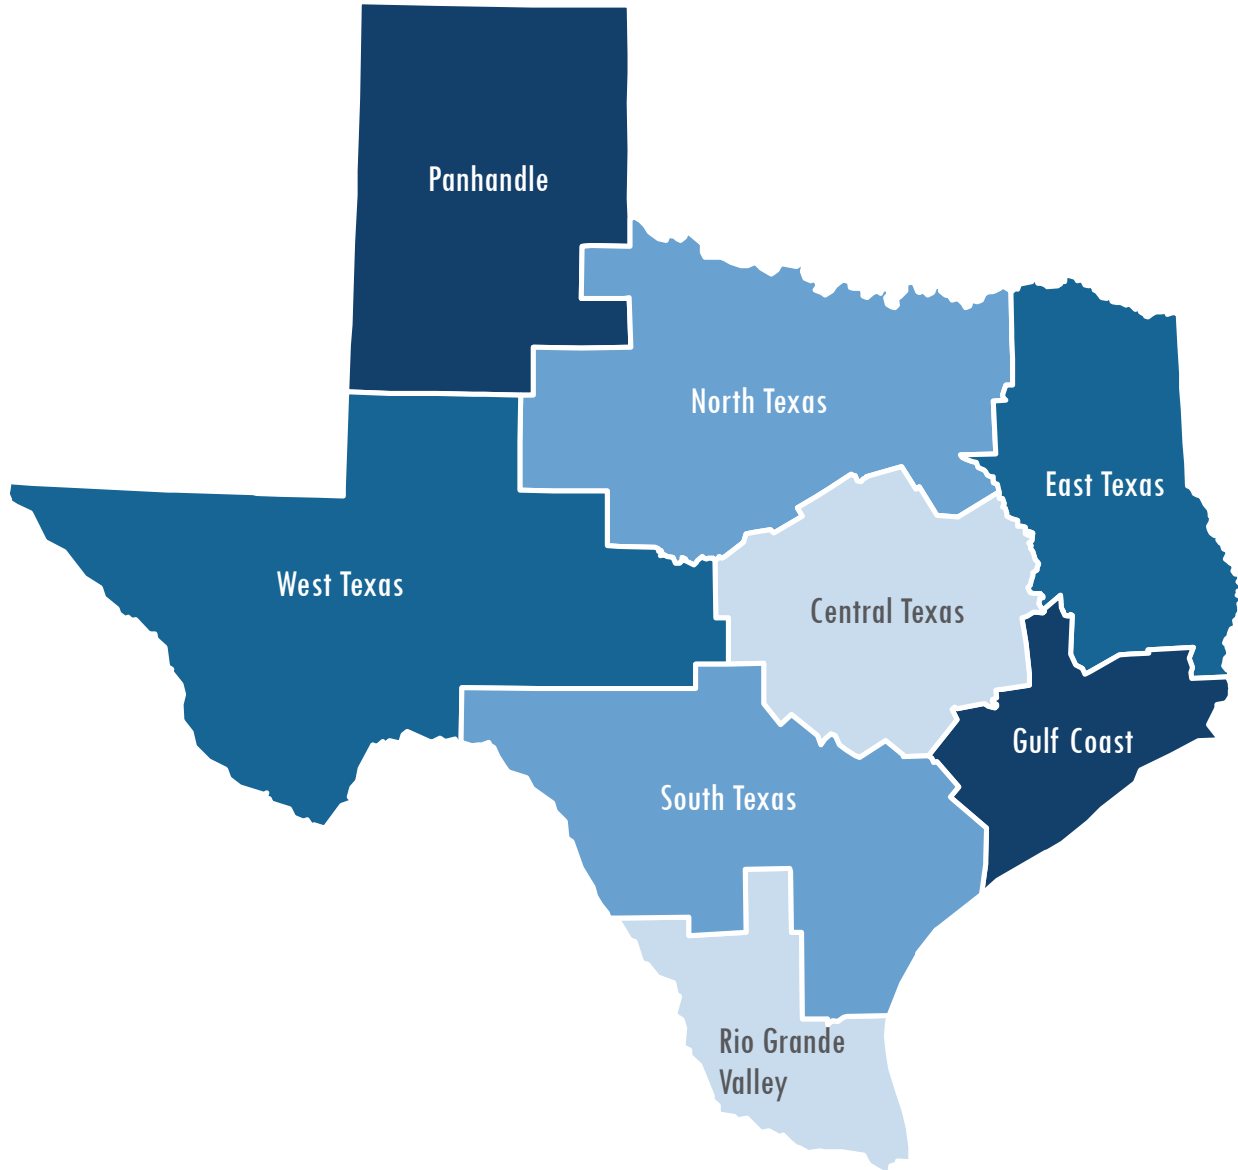 Panhandle
North Texas
East Texas
West Texas
Central Texas
Gulf Coast
South Texas
Rio Grande
Valley